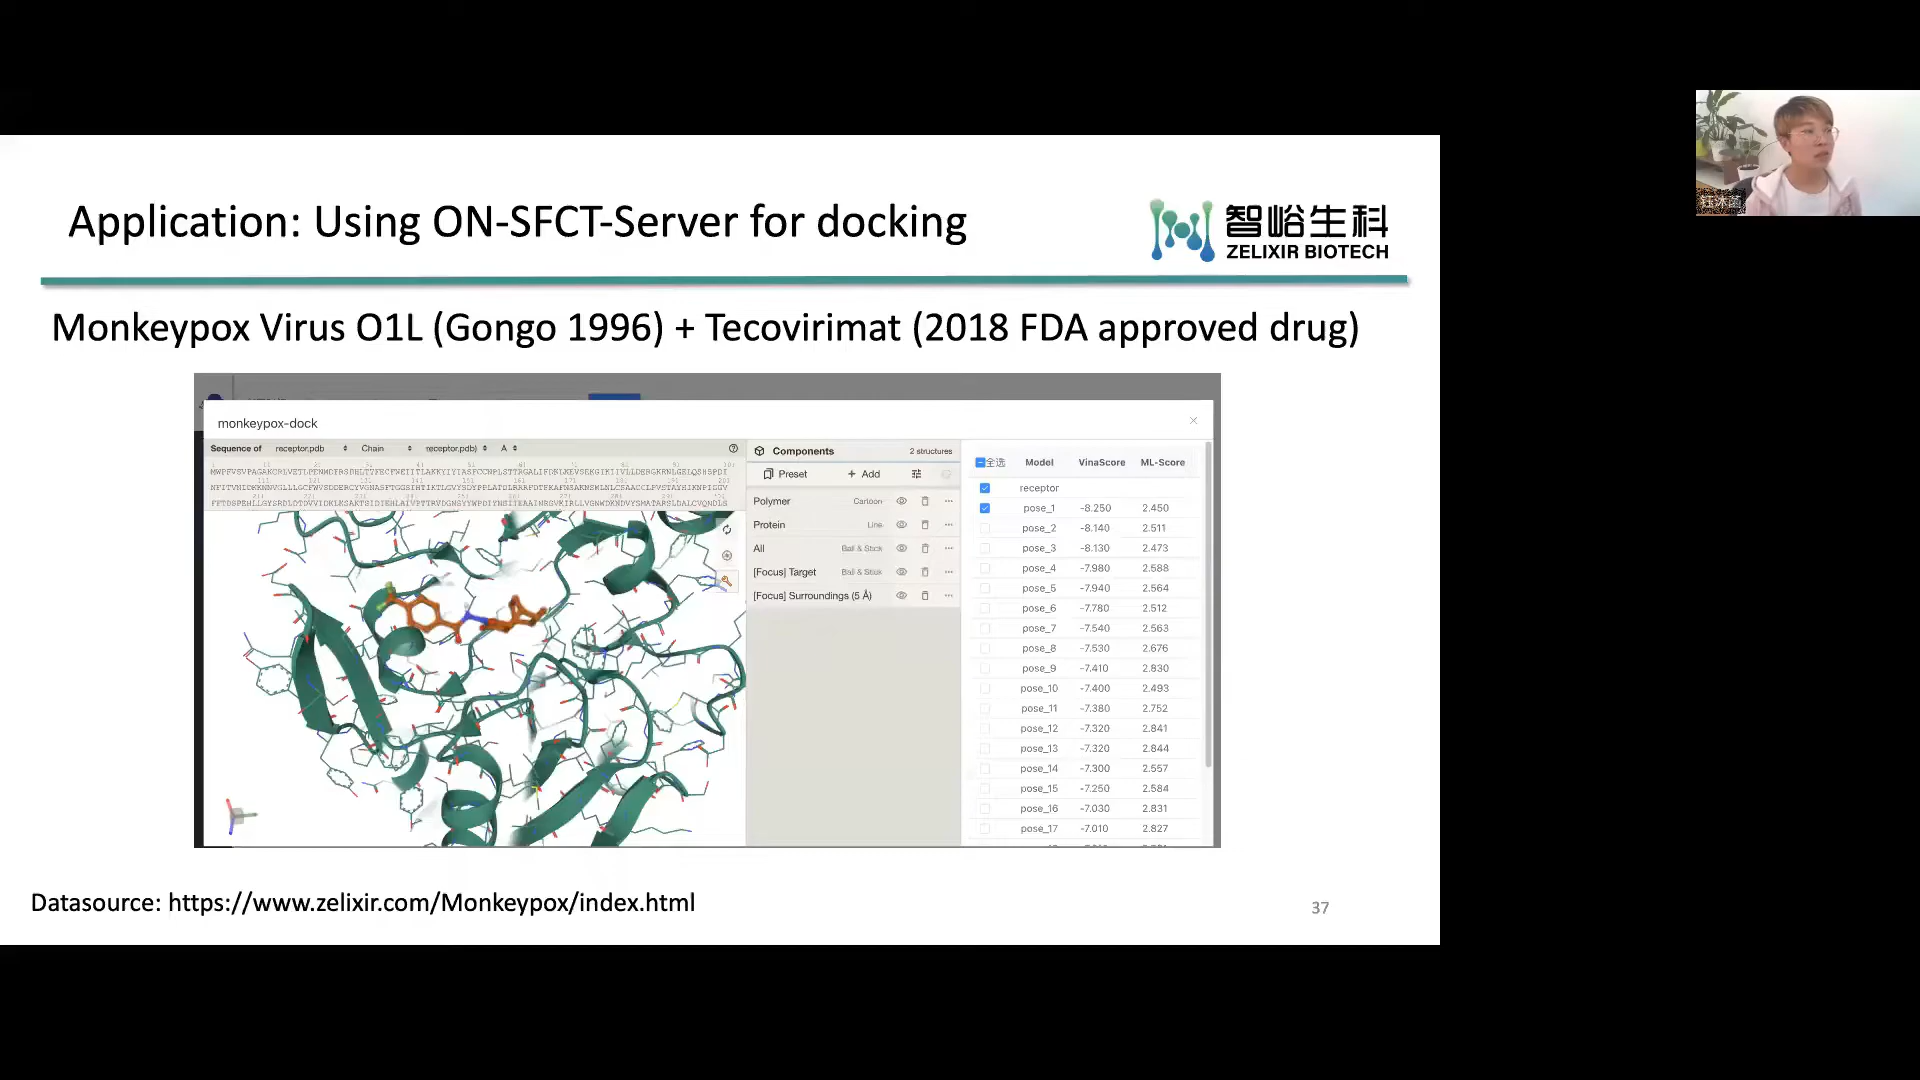 Application: Using ON-SFCT-Server for docking
智峪生科
ZELIXIR BIOTECH
Monkeypox Virus O1L (Gongo 1996) + Tecovirimat (2018 FDA approved drug)
monkeypox-dock
Sequence of receptor.pdb Chain receptor.pdb) A
Components 2 structures
Preset + Add
Polymer Cartoon
Protein Line
All Ball & Stick
[Focus] Target Ball & Stick
[Focus] Surroundings (5 Å)
全选 Model VinaScore ML-Score
receptor
pose_1 -8.250 2.450
pose_2 -8.140 2.511
pose_3 -8.130 2.473
pose_4 -7.980 2.588
pose_5 -7.940 2.564
pose_6 -7.780 2.512
pose_7 -7.540 2.563
pose_8 -7.530 2.676
pose_9 -7.410 2.830
pose_10 -7.400 2.493
pose_11 -7.380 2.752
pose_12 -7.320 2.841
pose_13 -7.320 2.844
pose_14 -7.300 2.557
pose_15 -7.250 2.584
pose_16 -7.030 2.831
pose_17 -7.010 2.827
Datasource: https://www.zelixir.com/Monkeypox/index.html
37